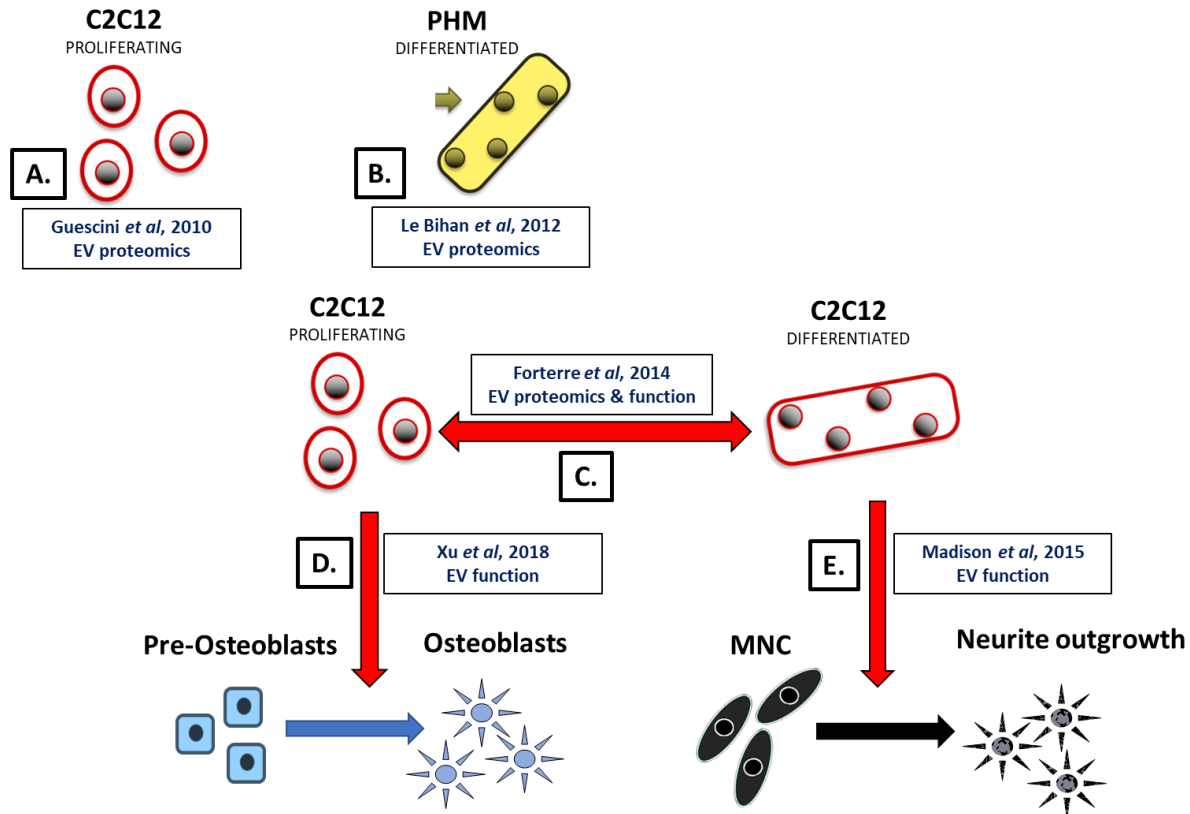 C2C12
PROLIFERATING
A.
Guescini et al, 2010
EV proteomics
PHM
DIFFERENTIATED
B.
Le Bihan et al, 2012
EV proteomics
C2C12
PROLIFERATING
Forterre et al, 2014
EV proteomics & function
C.
C2C12
DIFFERENTIATED
D.
Xu et al, 2018
EV function
E.
Madison et al, 2015
EV function
Pre-Osteoblasts
Osteoblasts
MNC
Neurite outgrowth